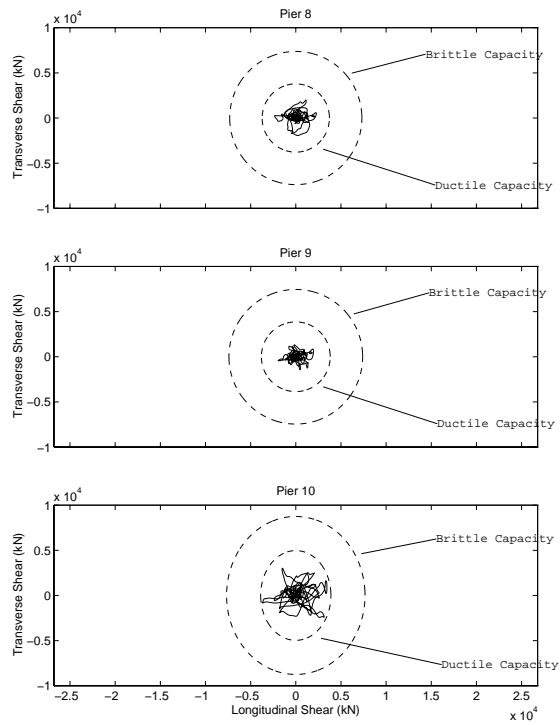 Pier 8
x 10^4
1
0.5
0
−0.5
−1
Transverse Shear (kN)
Brittle Capacity
Ductile Capacity
Pier 9
x 10^4
1
0.5
0
−0.5
−1
Transverse Shear (kN)
Brittle Capacity
Ductile Capacity
Pier 10
x 10^4
1
0.5
0
−0.5
−1
Transverse Shear (kN)
Brittle Capacity
Ductile Capacity
−2.5 −2 −1.5 −1 −0.5 0 0.5 1 1.5 2 2.5
Longitudinal Shear (kN)
x 10^4